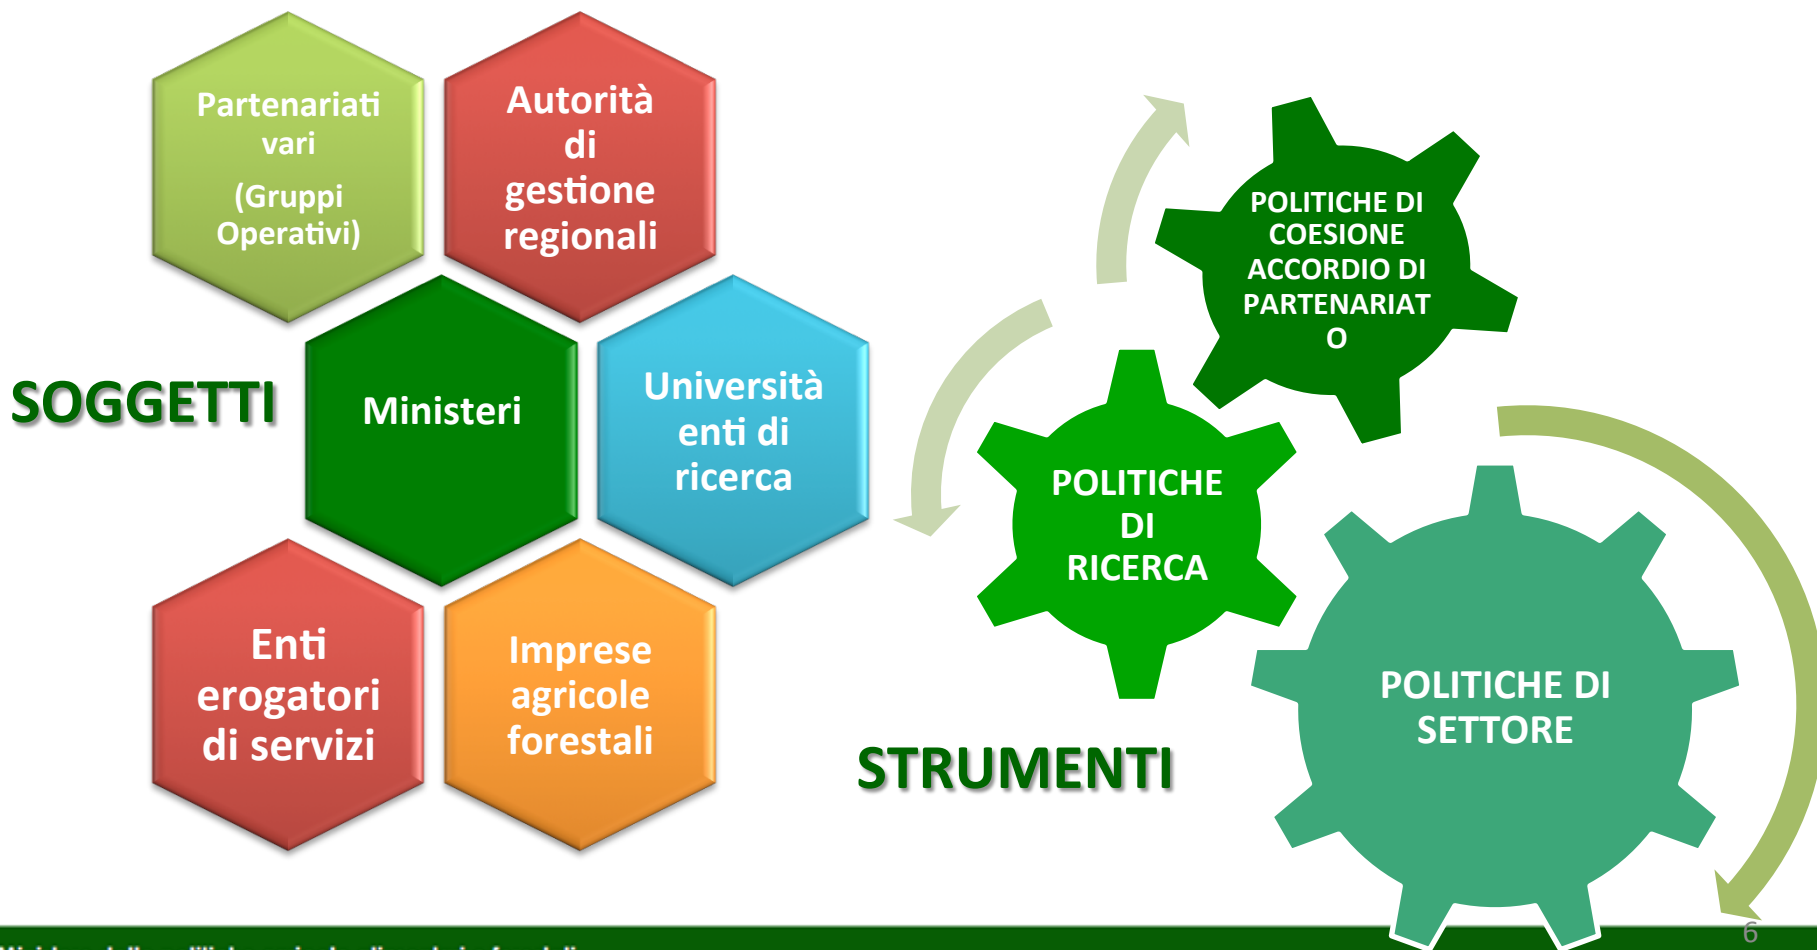 Partenariati
vari
(Gruppi
Operativi)
Autorità
di
gestione
regionali
SOGGETTI
Ministeri
Università
enti di
ricerca
Enti
erogatori
di servizi
Imprese
agricole
forestali
POLITICHE DI
COESIONE
ACCORDIO DI
PARTENARIAT
O
POLITICHE
DI
RICERCA
POLITICHE DI
SETTORE
STRUMENTI
6